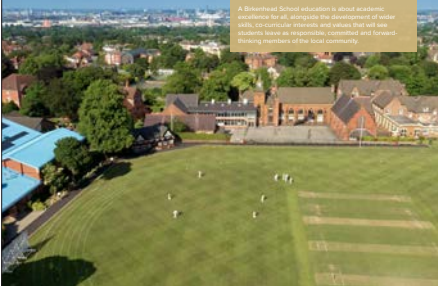 A Birkenhead School education is about academic
excellence for all, alongside the development of wider
skills, co-curricular interests and values that will see
students leave as responsible, committed and forward-
thinking members of the local community.